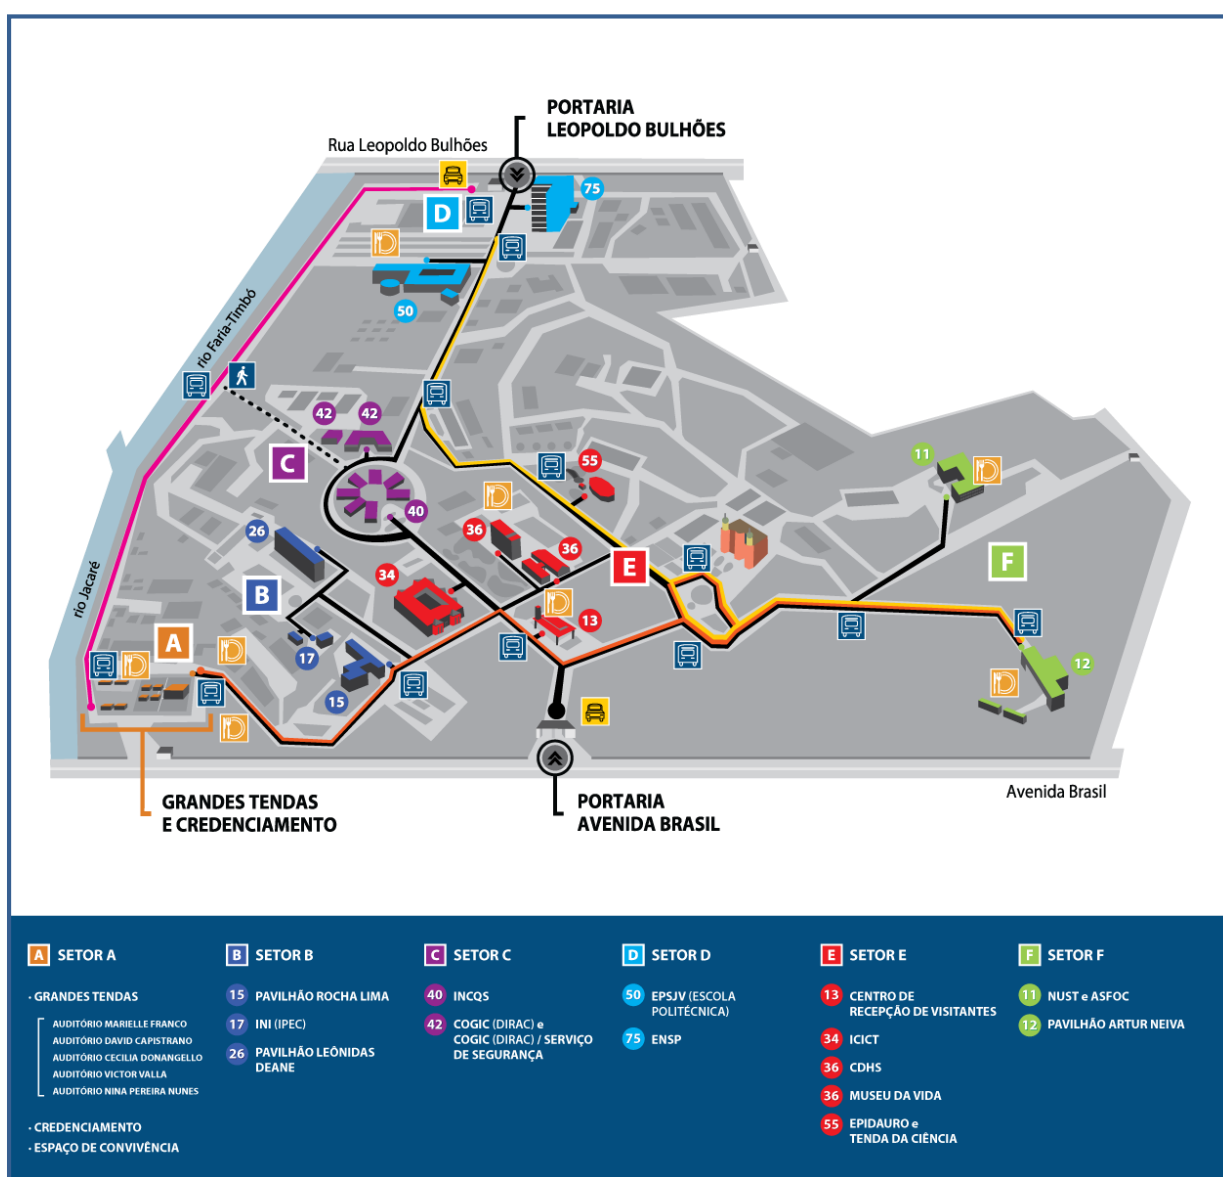 PORTARIA
LEOPOLDO BULHÕES
Rua Leopoldo Bulhões
75
D
50
rio Faria-Timbó
42
42
C
55
11
40
26
36
36
34
E
F
B
rio Jacaré
13
A
17
12
15
GRANDES TENDAS
E CREDENCIAMENTO
PORTARIA
AVENIDA BRASIL
Avenida Brasil
A SETOR A
· GRANDES TENDAS
AUDITÓRIO MARIELLE FRANCO
AUDITÓRIO DAVID CAPISTRANO
AUDITÓRIO CECILIA DONANGELLO
AUDITÓRIO VICTOR VALLA
AUDITÓRIO NINA PEREIRA NUNES
· CREDENCIAMENTO
· ESPAÇO DE CONVIVÊNCIA
B SETOR B
15 PAVILHÃO ROCHA LIMA
17 INI (IPEC)
26 PAVILHÃO LEÔNIDAS
DEANE
C SETOR C
40 INCQS
42 COGIC (DIRAC) e
COGIC (DIRAC) / SERVIÇO
DE SEGURANÇA
D SETOR D
50 EPSJV (ESCOLA
POLITÉCNICA)
75 ENSP
E SETOR E
13 CENTRO DE
RECEPÇÃO DE VISITANTES
34 ICICT
36 CDHS
36 MUSEU DA VIDA
55 EPIDAURO e
TENDA DA CIÊNCIA
F SETOR F
11 NUST e ASFOC
12 PAVILHÃO ARTUR NEIVA